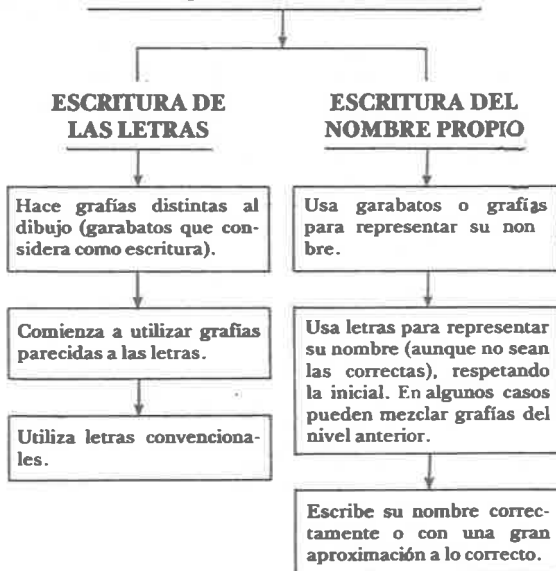 ESCRITURA DE
LAS LETRAS
Hace grafías distintas al
dibujo (garabatos que con-
sidera como escritura).
Comienza a utilizar grafías
parecidas a las letras.
Utiliza letras convenciona-
les.
ESCRITURA DEL
NOMBRE PROPIO
Usa garabatos o grafías
para representar su non
bre.
Usa letras para representar
su nombre (aunque no sean
las correctas), respetando
la inicial. En algunos casos
pueden mezclar grafías del
nivel anterior.
Escribe su nombre correc-
tamente o con una gran
aproximación a lo correcto.